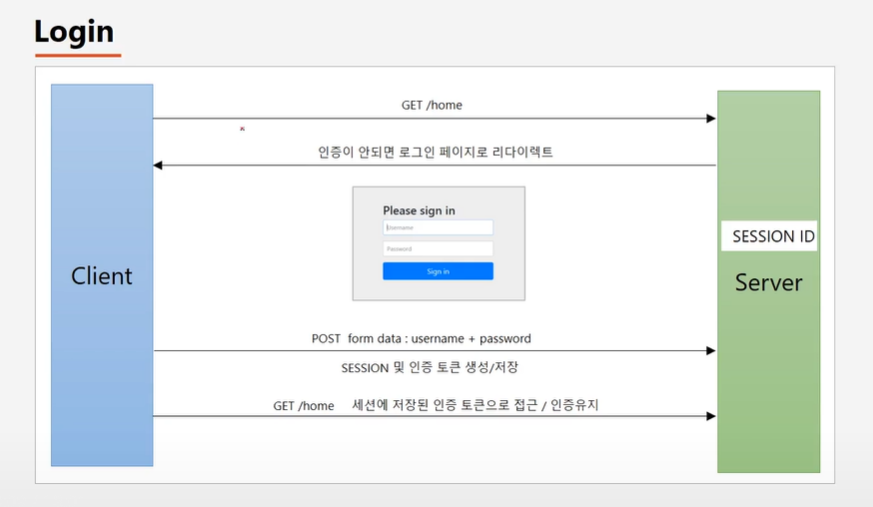 Login
GET /home
인증이 안되면 로그인 페이지로 리다이렉트
Please sign in
Username
Password
Sign in
SESSION ID
Client
Server
POST form data : username + password
SESSION 및 인증 토큰 생성/저장
GET /home 세션에 저장된 인증 토큰으로 접근 / 인증유지